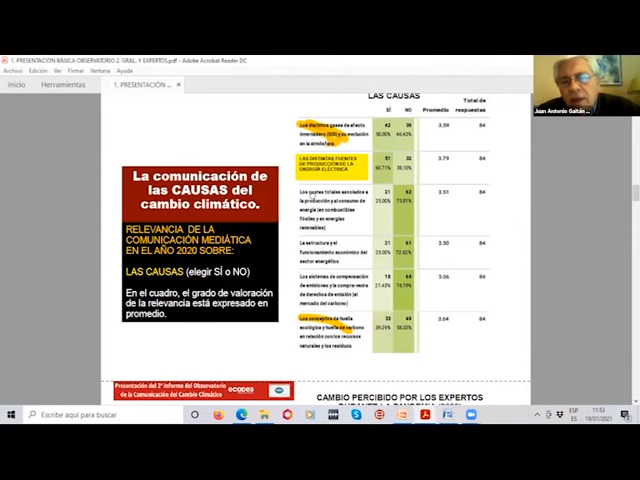 1. PRESENTACIÓN BÁSICA OBSERVATORIO 2. GRAL. Y EXPERTOS.pdf - Adobe Acrobat Reader DC
Archivo Edición Ver Firmar Ventana Ayuda
Inicio Herramientas 1. PRESENTACIÓN ... ×
LAS CAUSAS
SÍ NO Promedio Total de respuestas
Los distintos gases de efecto
invernadero (GEI) y su emisión
en la atmósfera
42 50.00%
3.59 84
LAS DISTINTAS FUENTES
DE PRODUCCIÓN DE LA
ENERGÍA ELÉCTRICA
51 60.71%
32 38.10%
3.79 84
Los costes totales asociados a
la producción y al consumo de
energía (en combustibles
fósiles y en energías
renovables)
21 25.00%
62 73.81%
3.51 84
La estructura y el
funcionamiento económico del
sector energético
21 25.00%
61 72.62%
3.50 84
Los sistemas de compensación
de emisiones y la compra-venta
de derechos de emisión (el
mercado del carbono)
18 21.43%
3.06 84
Los conceptos de huella
ecológica y huella de carbono
en relación con los recursos
naturales y los residuos
33 39.29%
49 58.33%
3.64 84
La comunicación de
las CAUSAS del
cambio climático.
RELEVANCIA DE LA
COMUNICACIÓN MEDIÁTICA
EN EL AÑO 2020 SOBRE:
LAS CAUSAS (elegir SÍ o NO)
En el cuadro, el grado de valoración
de la relevancia está expresado en
promedio.
Presentación del 2º Informe del Observatorio
de la Comunicación del Cambio Climático
ecodes
CAMBIO PERCIBIDO POR LOS EXPERTOS
Juan Antonio Gaitán ...
Escribe aquí para buscar
ESP
ES
11:53
19/01/2021